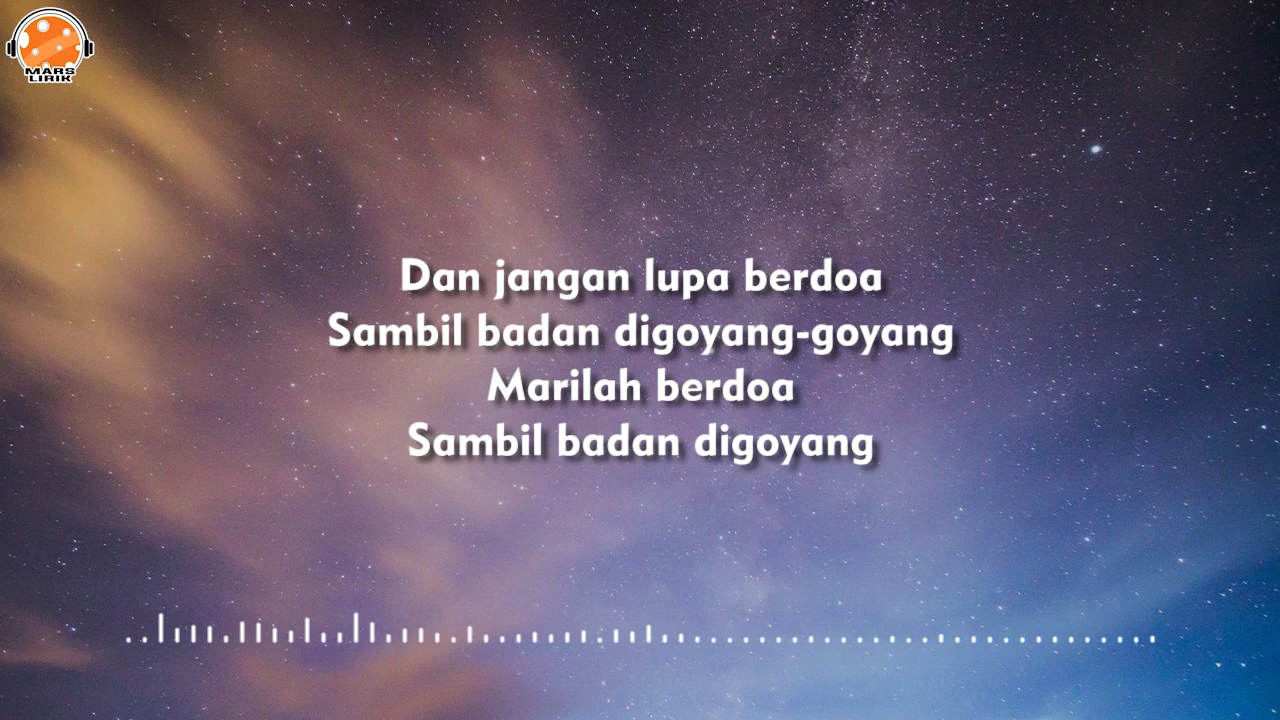 MARS
LIRIK
Dan jangan lupa berdoa
Sambil badan digoyang-goyang
Marilah berdoa
Sambil badan digoyang